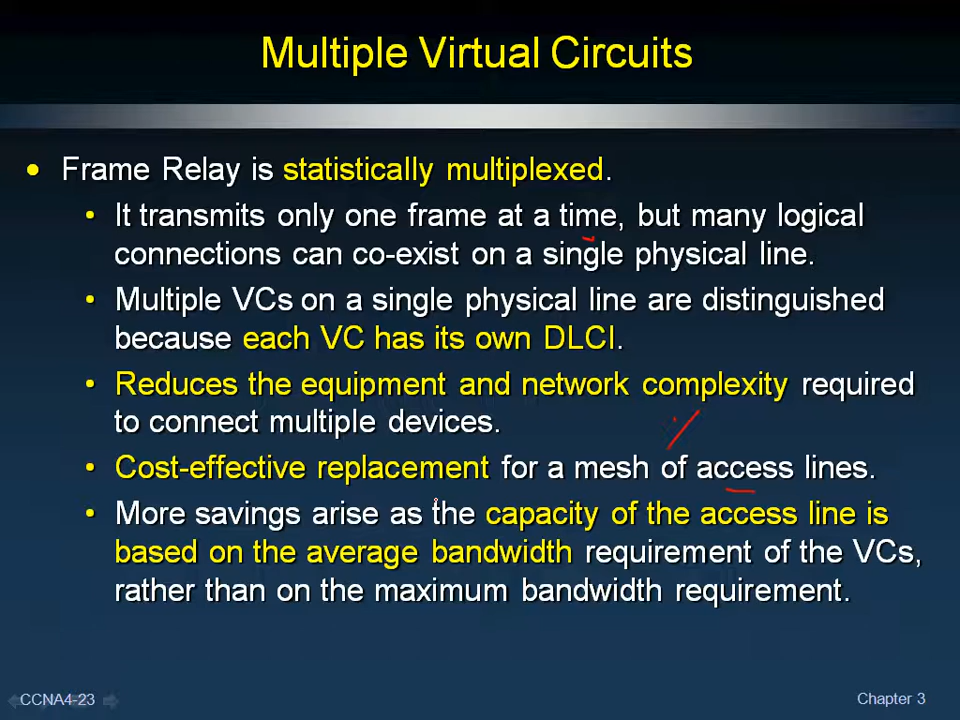 Multiple Virtual Circuits
• Frame Relay is statistically multiplexed.
• It transmits only one frame at a time, but many logical
connections can co-exist on a single physical line.
• Multiple VCs on a single physical line are distinguished
because each VC has its own DLCI.
• Reduces the equipment and network complexity required
to connect multiple devices.
• Cost-effective replacement for a mesh of access lines.
• More savings arise as the capacity of the access line is
based on the average bandwidth requirement of the VCs,
rather than on the maximum bandwidth requirement.
CCNA4-23
Chapter 3